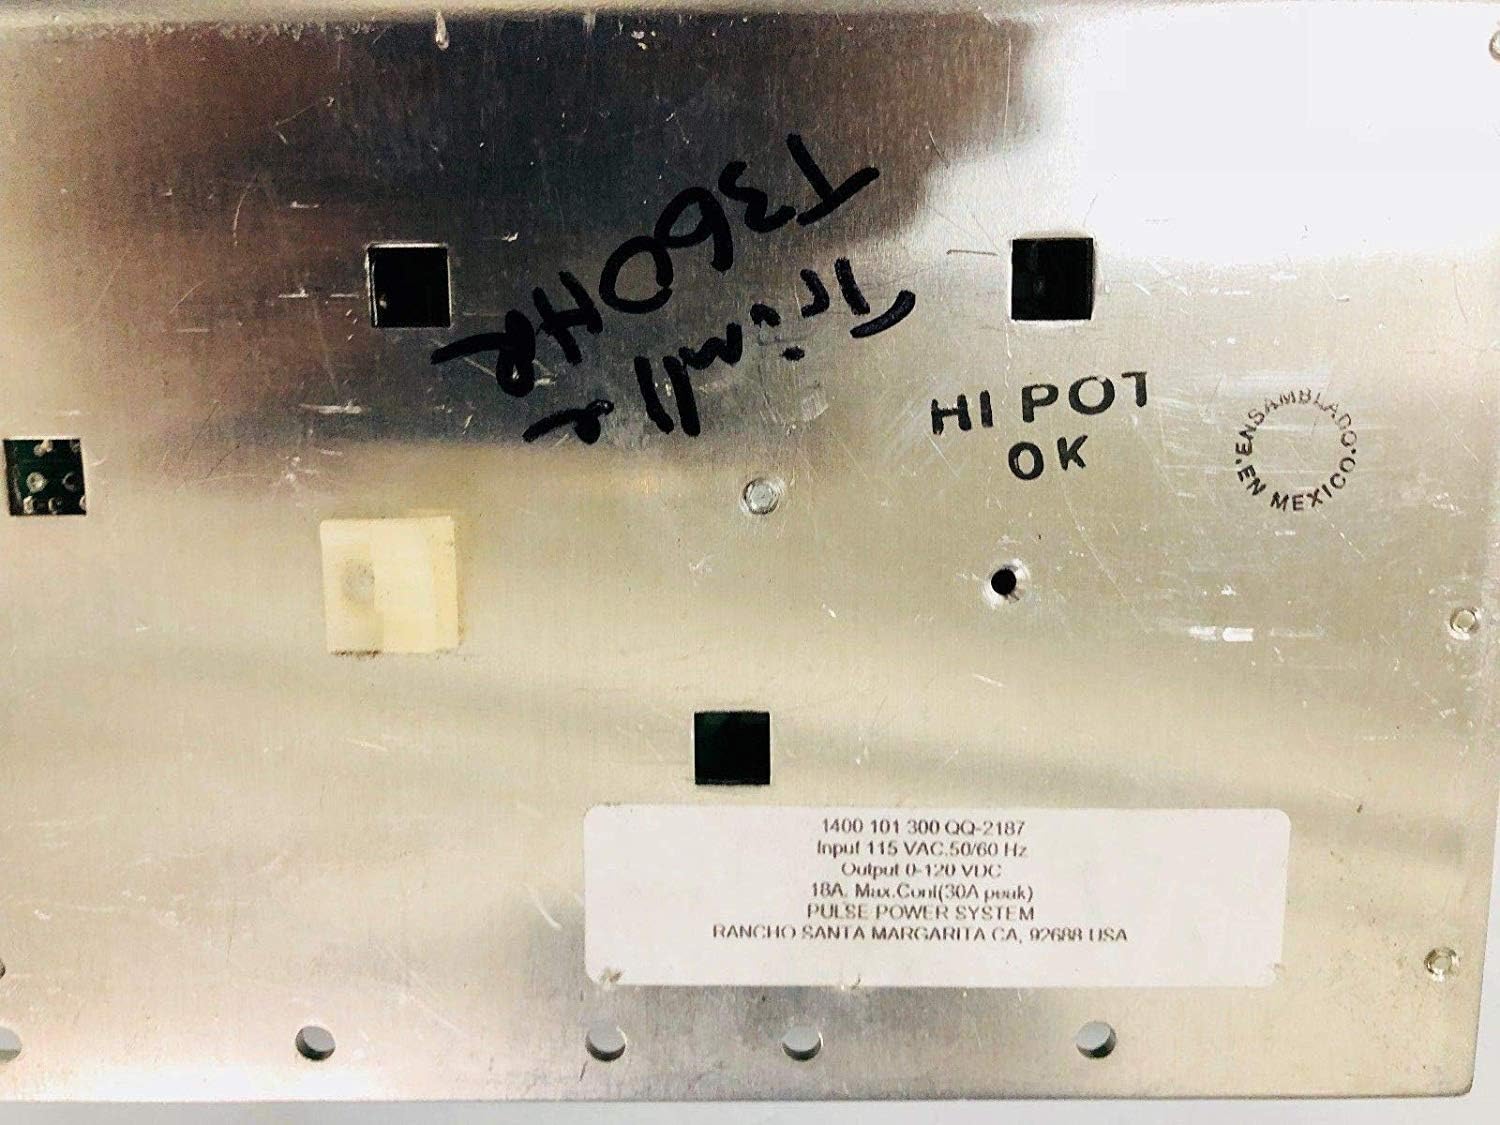 T360HR
Trimlle
HI POT
OK
ENSAMBLADO.
EN MEXICO.
1400 101 300 QQ-2187
Input 115 VAC.50/60 Hz
Output 0-120 VDC
18A. Max.Cont(30A peak)
PULSE POWER SYSTEM
RANCHO SANTA MARGARITA CA, 92688 USA